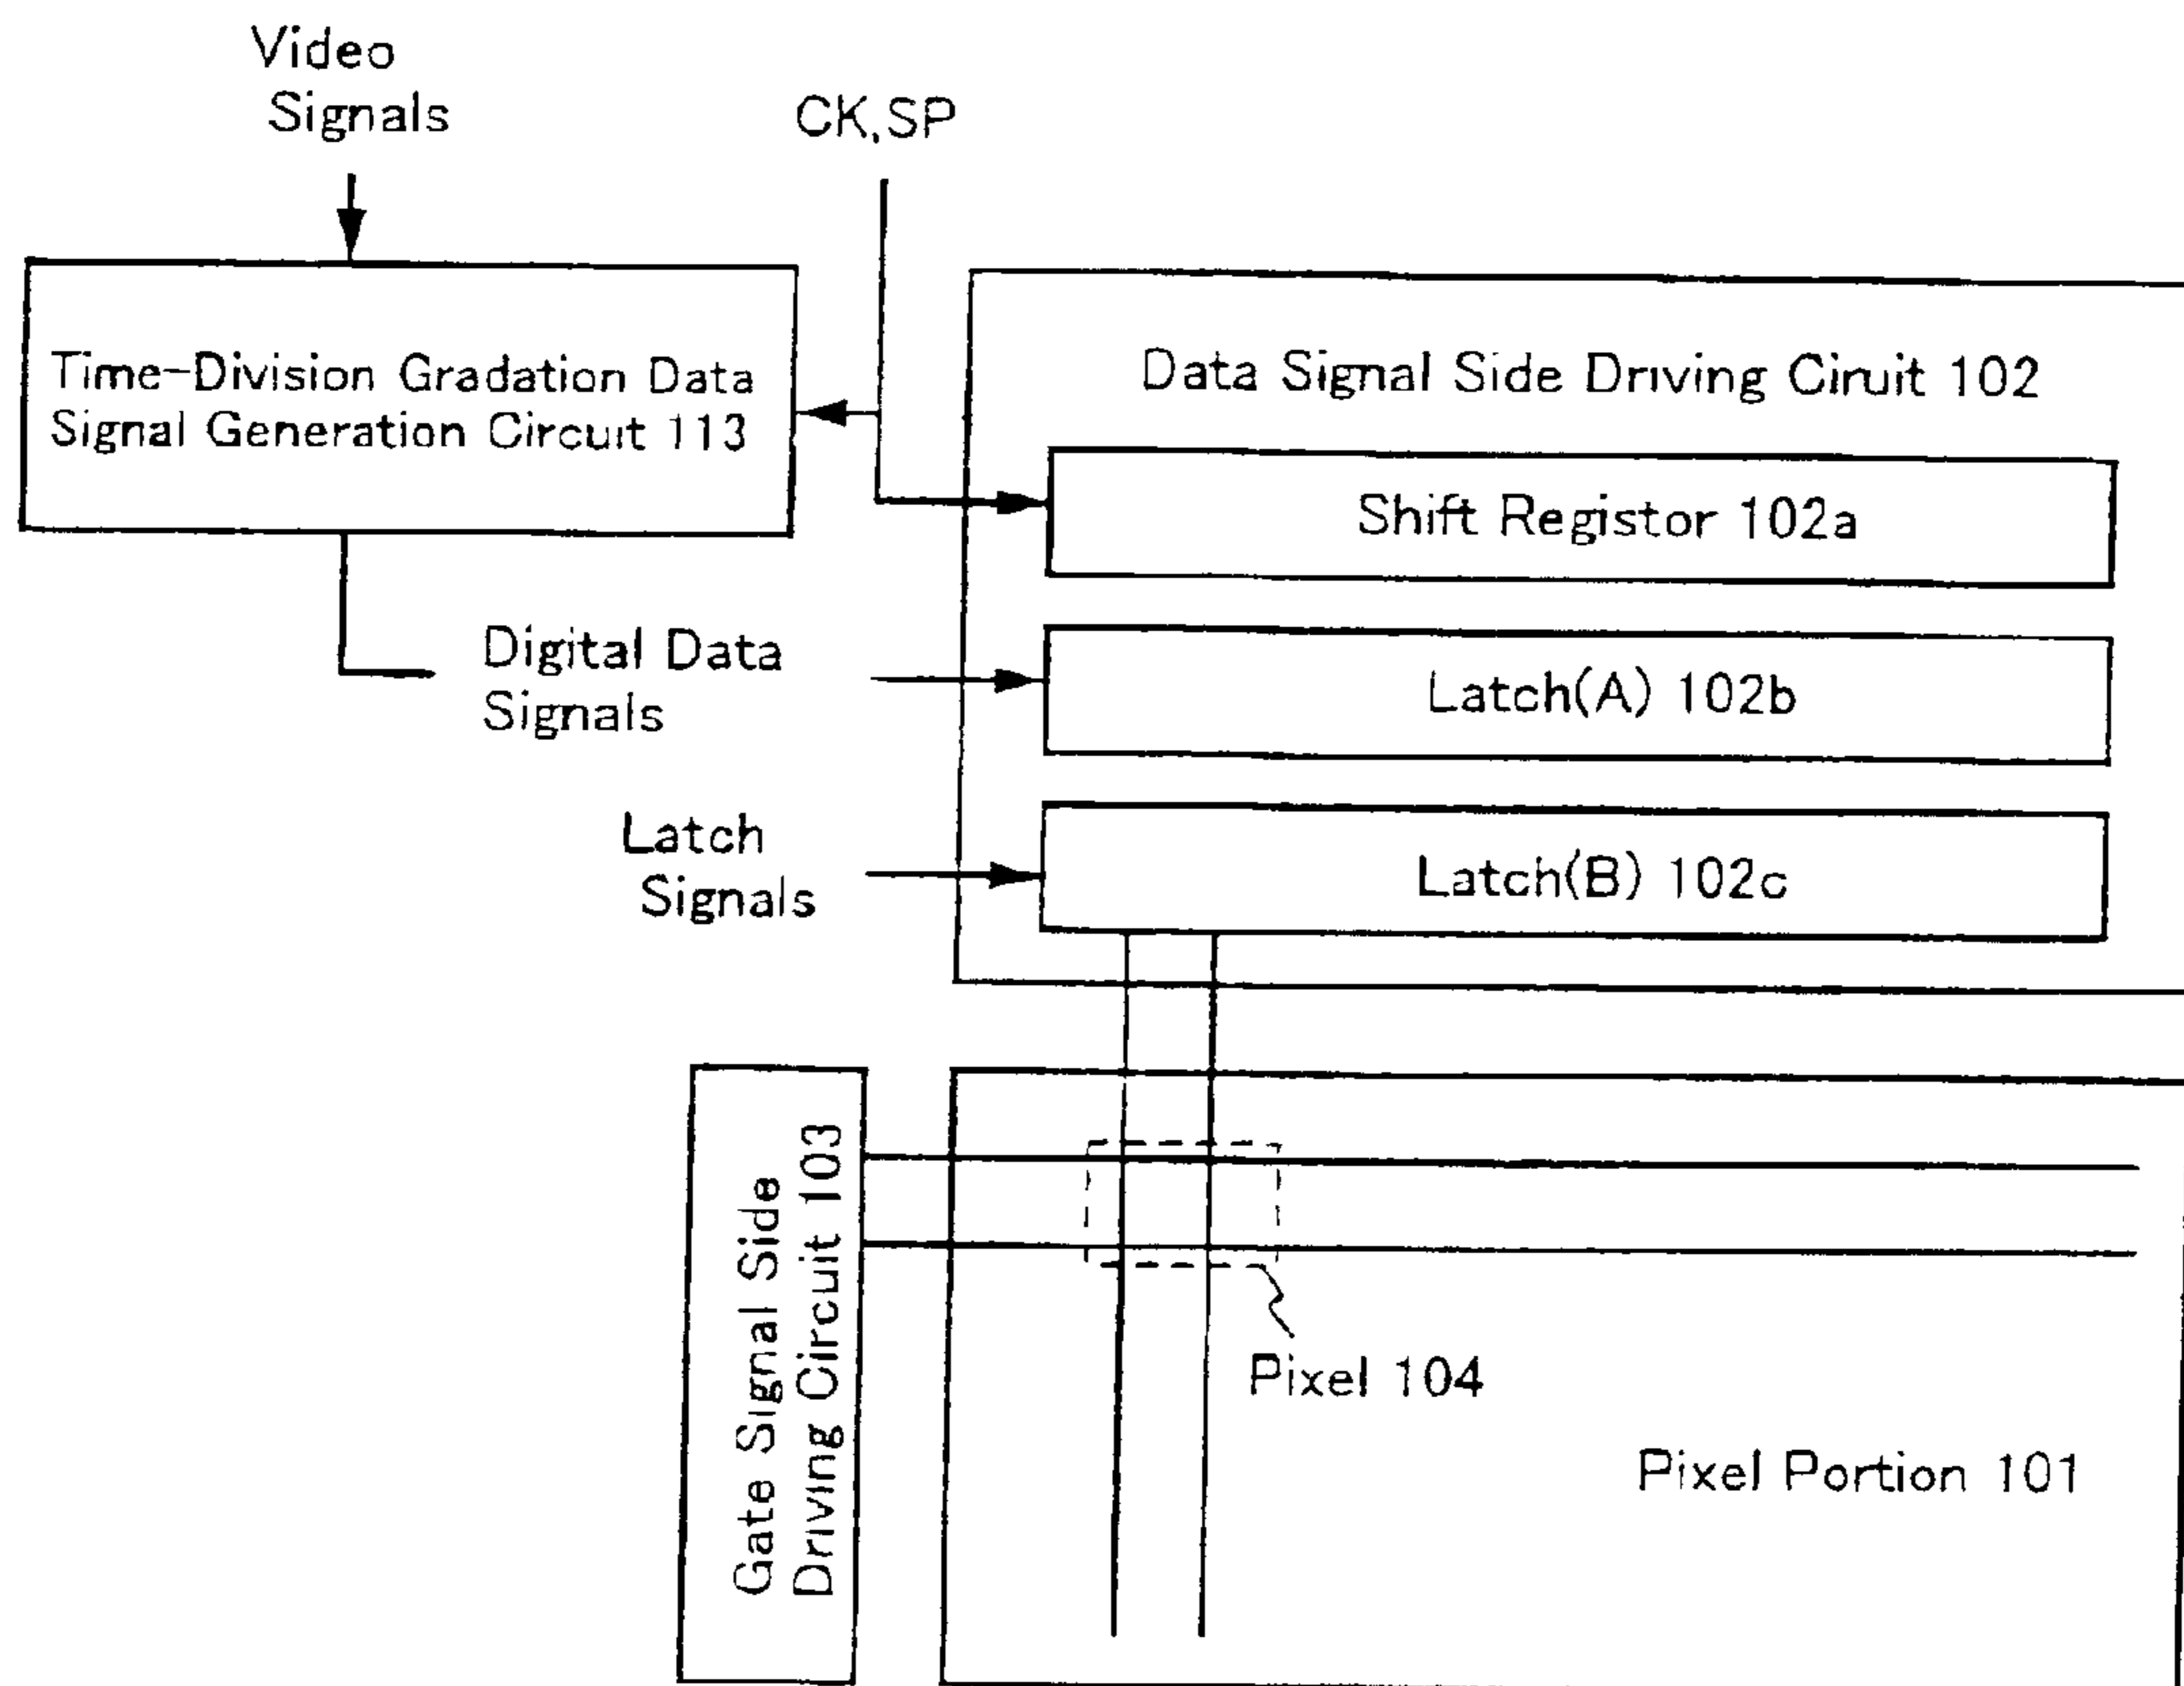 Video
Signals
CK,SP
Time-Division Gradation Data
Signal Generation Circuit 113
Data Signal Side Driving Ciruit 102
Shift Registor 102a
Digital Data
Signals
Latch(A) 102b
Latch
Signals
Latch(B) 102c
Gate Signal Side
Driving Circuit 103
Pixel 104
Pixel Portion 101